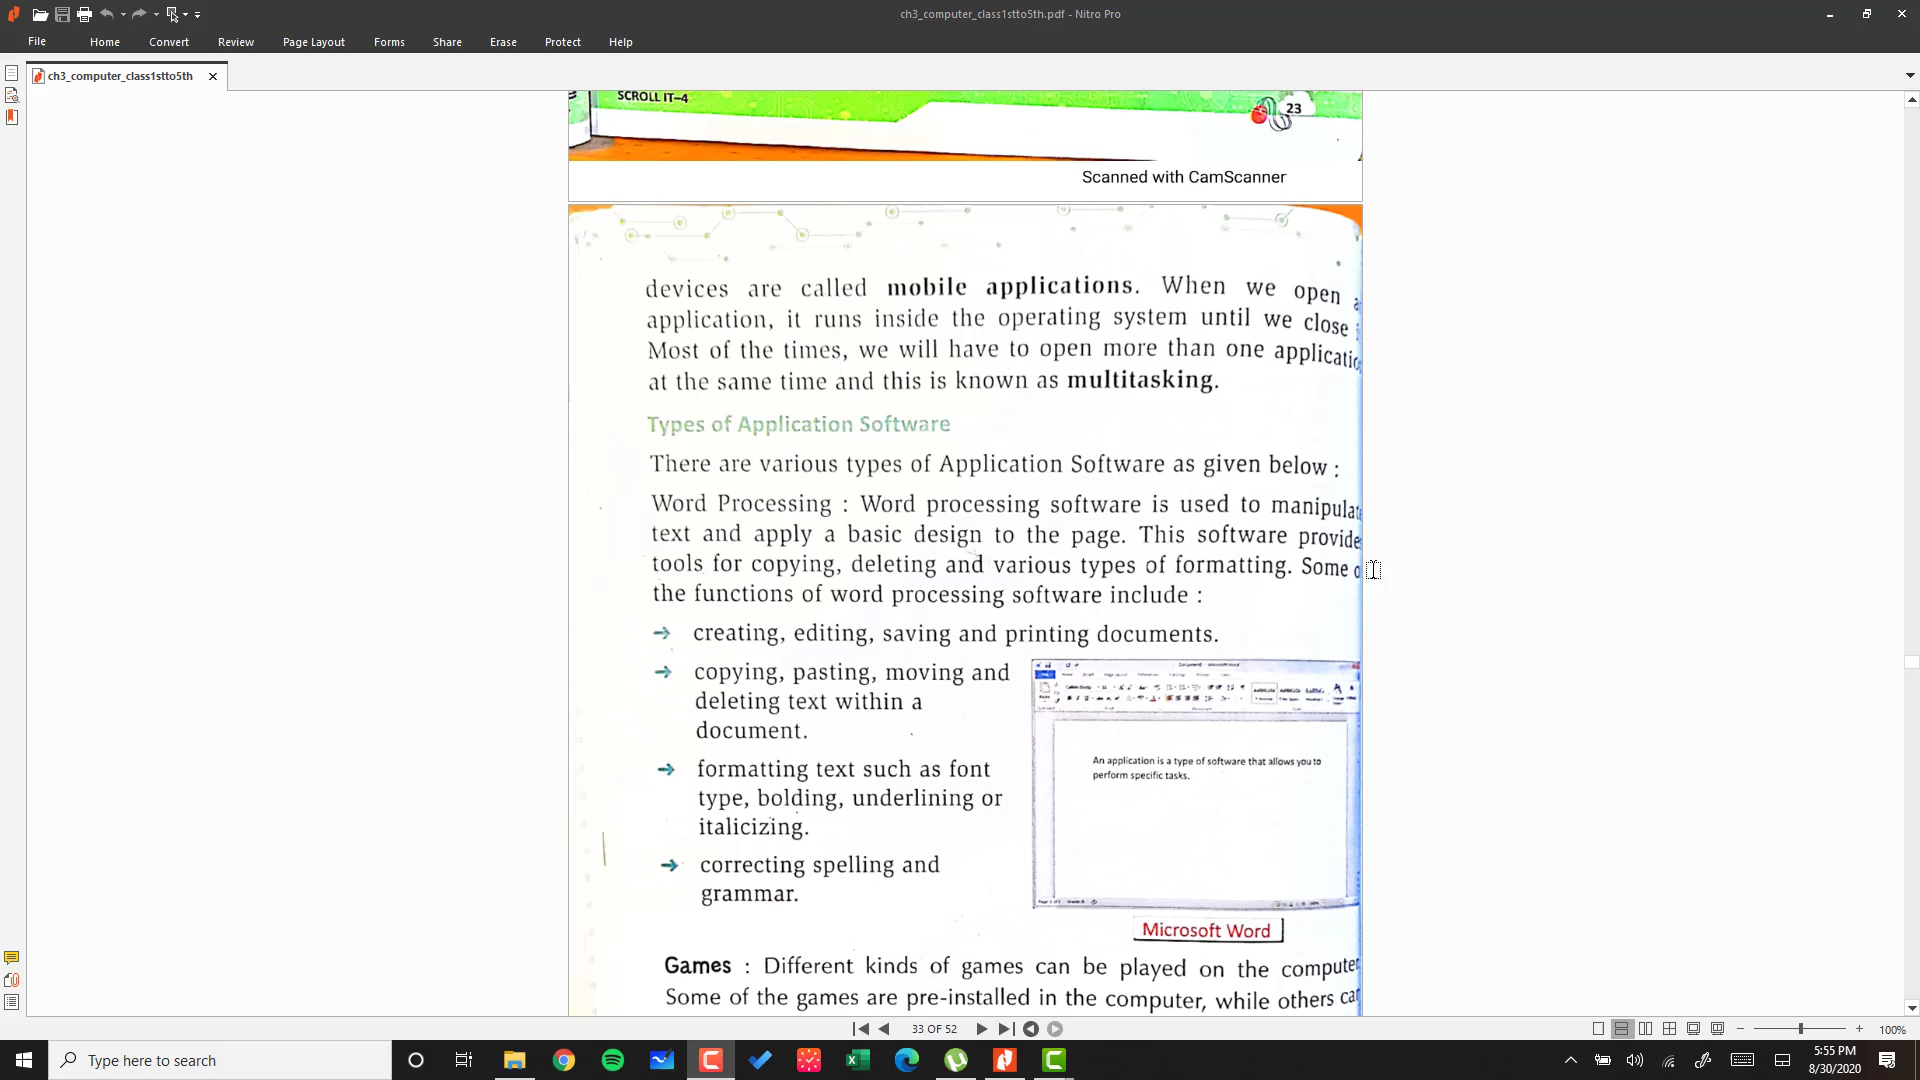 ch3_computer_class1stto5th.pdf - Nitro Pro
File Home Convert Review Page Layout Forms Share Erase Protect Help
ch3_computer_class1stto5th
SCROLL IT–4
23
Scanned with CamScanner
devices are called mobile applications. When we open
application, it runs inside the operating system until we close
Most of the times, we will have to open more than one applicatio
at the same time and this is known as multitasking.
Types of Application Software
There are various types of Application Software as given below :
Word Processing : Word processing software is used to manipulat
text and apply a basic design to the page. This software provide
tools for copying, deleting and various types of formatting. Some o
the functions of word processing software include :
→ creating, editing, saving and printing documents.
→ copying, pasting, moving and
deleting text within a
document.
→ formatting text such as font
type, bolding, underlining or
italicizing.
→ correcting spelling and
grammar.
An application is a type of software that allows you to
perform specific tasks.
Microsoft Word
Games : Different kinds of games can be played on the computer
Some of the games are pre-installed in the computer, while others can
33 OF 52
100%
Type here to search
5:55 PM
8/30/2020